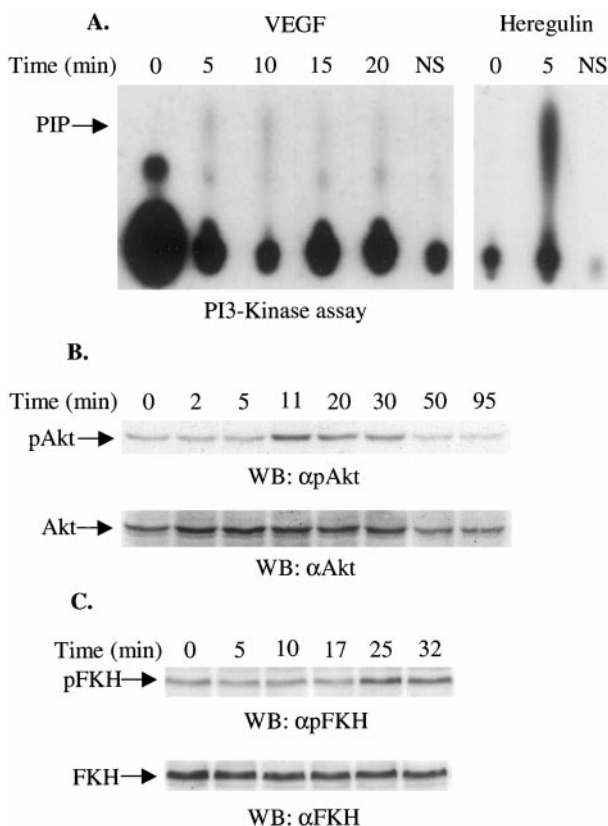 A. VEGF Heregulin
Time (min) 0 5 10 15 20 NS 0 5 NS
PIP
PI3-Kinase assay
B.
Time (min) 0 2 5 11 20 30 50 95
pAkt
WB: αpAkt
Akt
WB: αAkt
C.
Time (min) 0 5 10 17 25 32
pFKH
WB: αpFKH
FKH
WB: αFKH